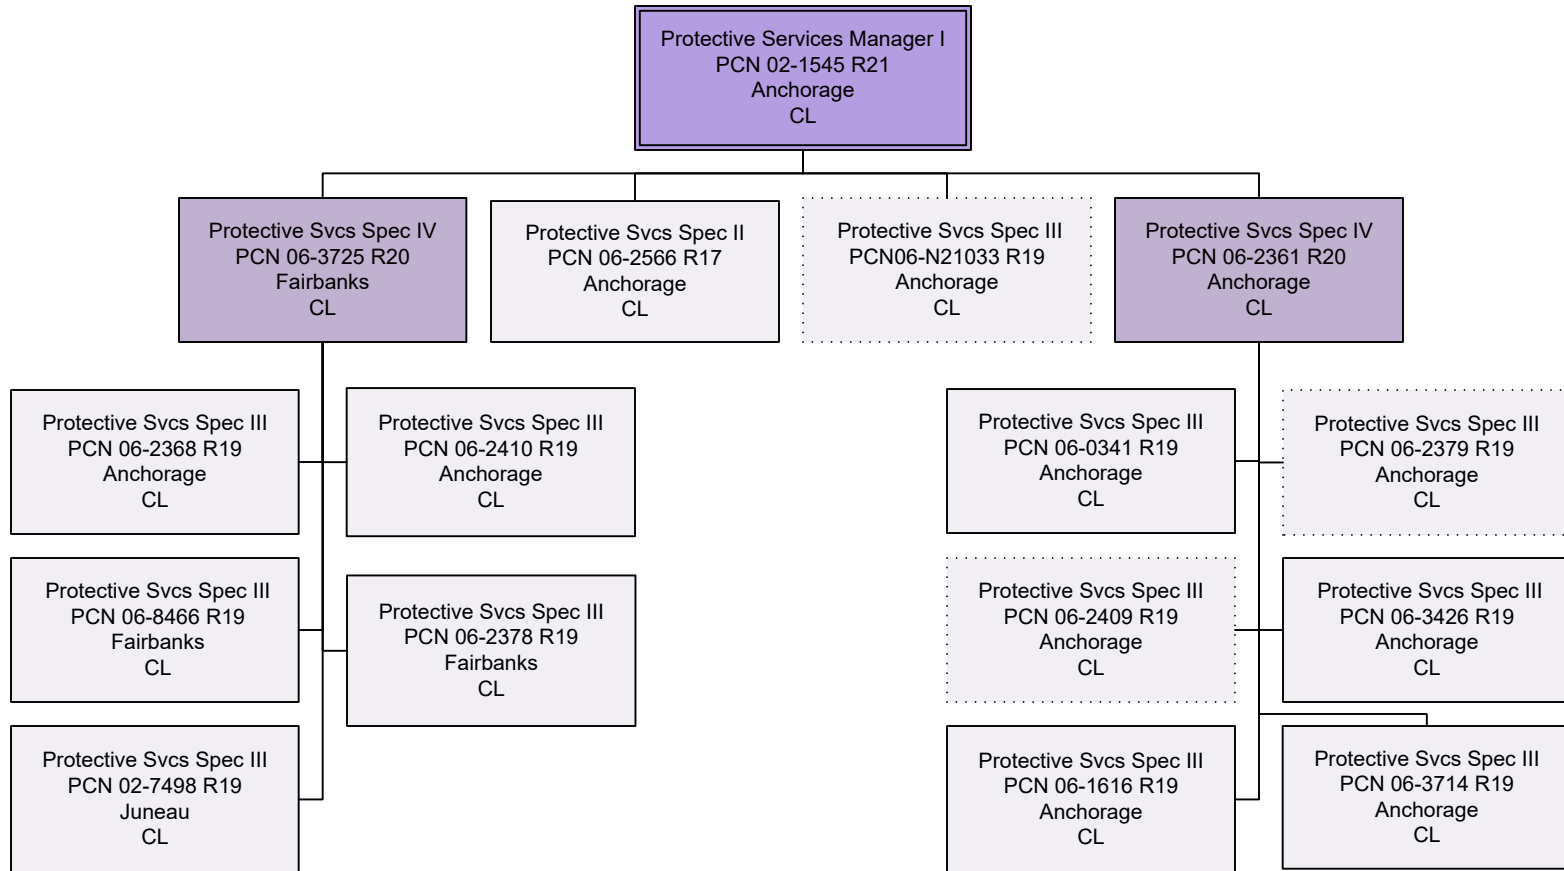 Protective Services Manager I
PCN 02-1545 R21
Anchorage
CL
Protective Svcs Spec IV
PCN 06-3725 R20
Fairbanks
CL
Protective Svcs Spec II
PCN 06-2566 R17
Anchorage
CL
Protective Svcs Spec III
PCN06-N21033 R19
Anchorage
CL
Protective Svcs Spec IV
PCN 06-2361 R20
Anchorage
CL
Protective Svcs Spec III
PCN 06-2368 R19
Anchorage
CL
Protective Svcs Spec III
PCN 06-2410 R19
Anchorage
CL
Protective Svcs Spec III
PCN 06-0341 R19
Anchorage
CL
Protective Svcs Spec III
PCN 06-2379 R19
Anchorage
CL
Protective Svcs Spec III
PCN 06-8466 R19
Fairbanks
CL
Protective Svcs Spec III
PCN 06-2378 R19
Fairbanks
CL
Protective Svcs Spec III
PCN 06-2409 R19
Anchorage
CL
Protective Svcs Spec III
PCN 06-3426 R19
Anchorage
CL
Protective Svcs Spec III
PCN 02-7498 R19
Juneau
CL
Protective Svcs Spec III
PCN 06-1616 R19
Anchorage
CL
Protective Svcs Spec III
PCN 06-3714 R19
Anchorage
CL